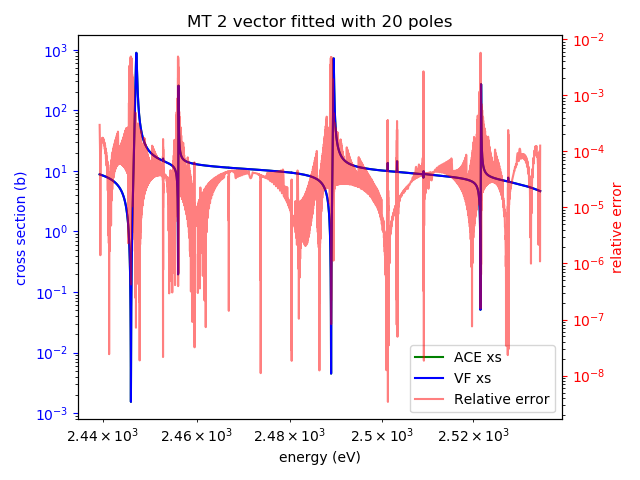 MT 2 vector fitted with 20 poles
10³
10²
10¹
10⁰
10⁻¹
10⁻²
10⁻³
cross section (b)
10⁻²
10⁻³
10⁻⁴
10⁻⁵
10⁻⁶
10⁻⁷
10⁻⁸
relative error
ACE xs
VF xs
Relative error
2.44 × 10³ 2.46 × 10³ 2.48 × 10³ 2.5 × 10³ 2.52 × 10³
energy (eV)